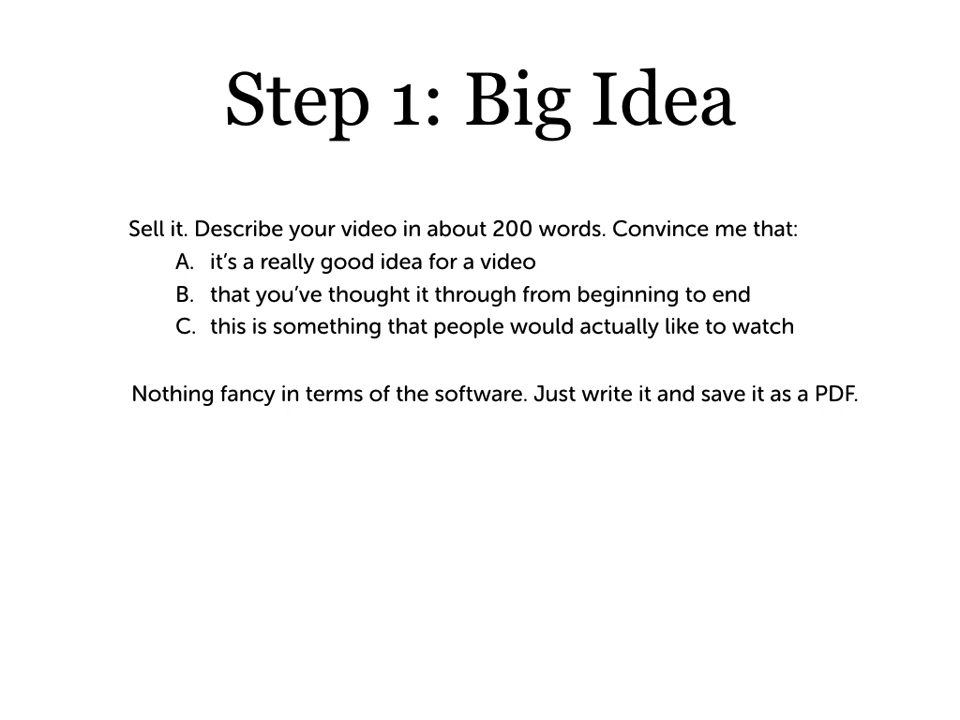 Step 1: Big Idea
Sell it. Describe your video in about 200 words. Convince me that:
A. it’s a really good idea for a video
B. that you’ve thought it through from beginning to end
C. this is something that people would actually like to watch
Nothing fancy in terms of the software. Just write it and save it as a PDF.